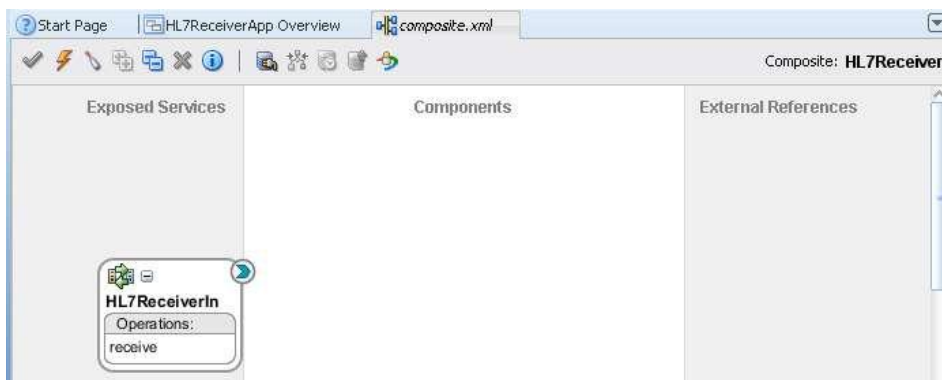 Start Page HL7ReceiverApp Overview composite.xml
Composite: HL7Receiver
Exposed Services Components External References
HL7ReceiverIn
Operations:
receive